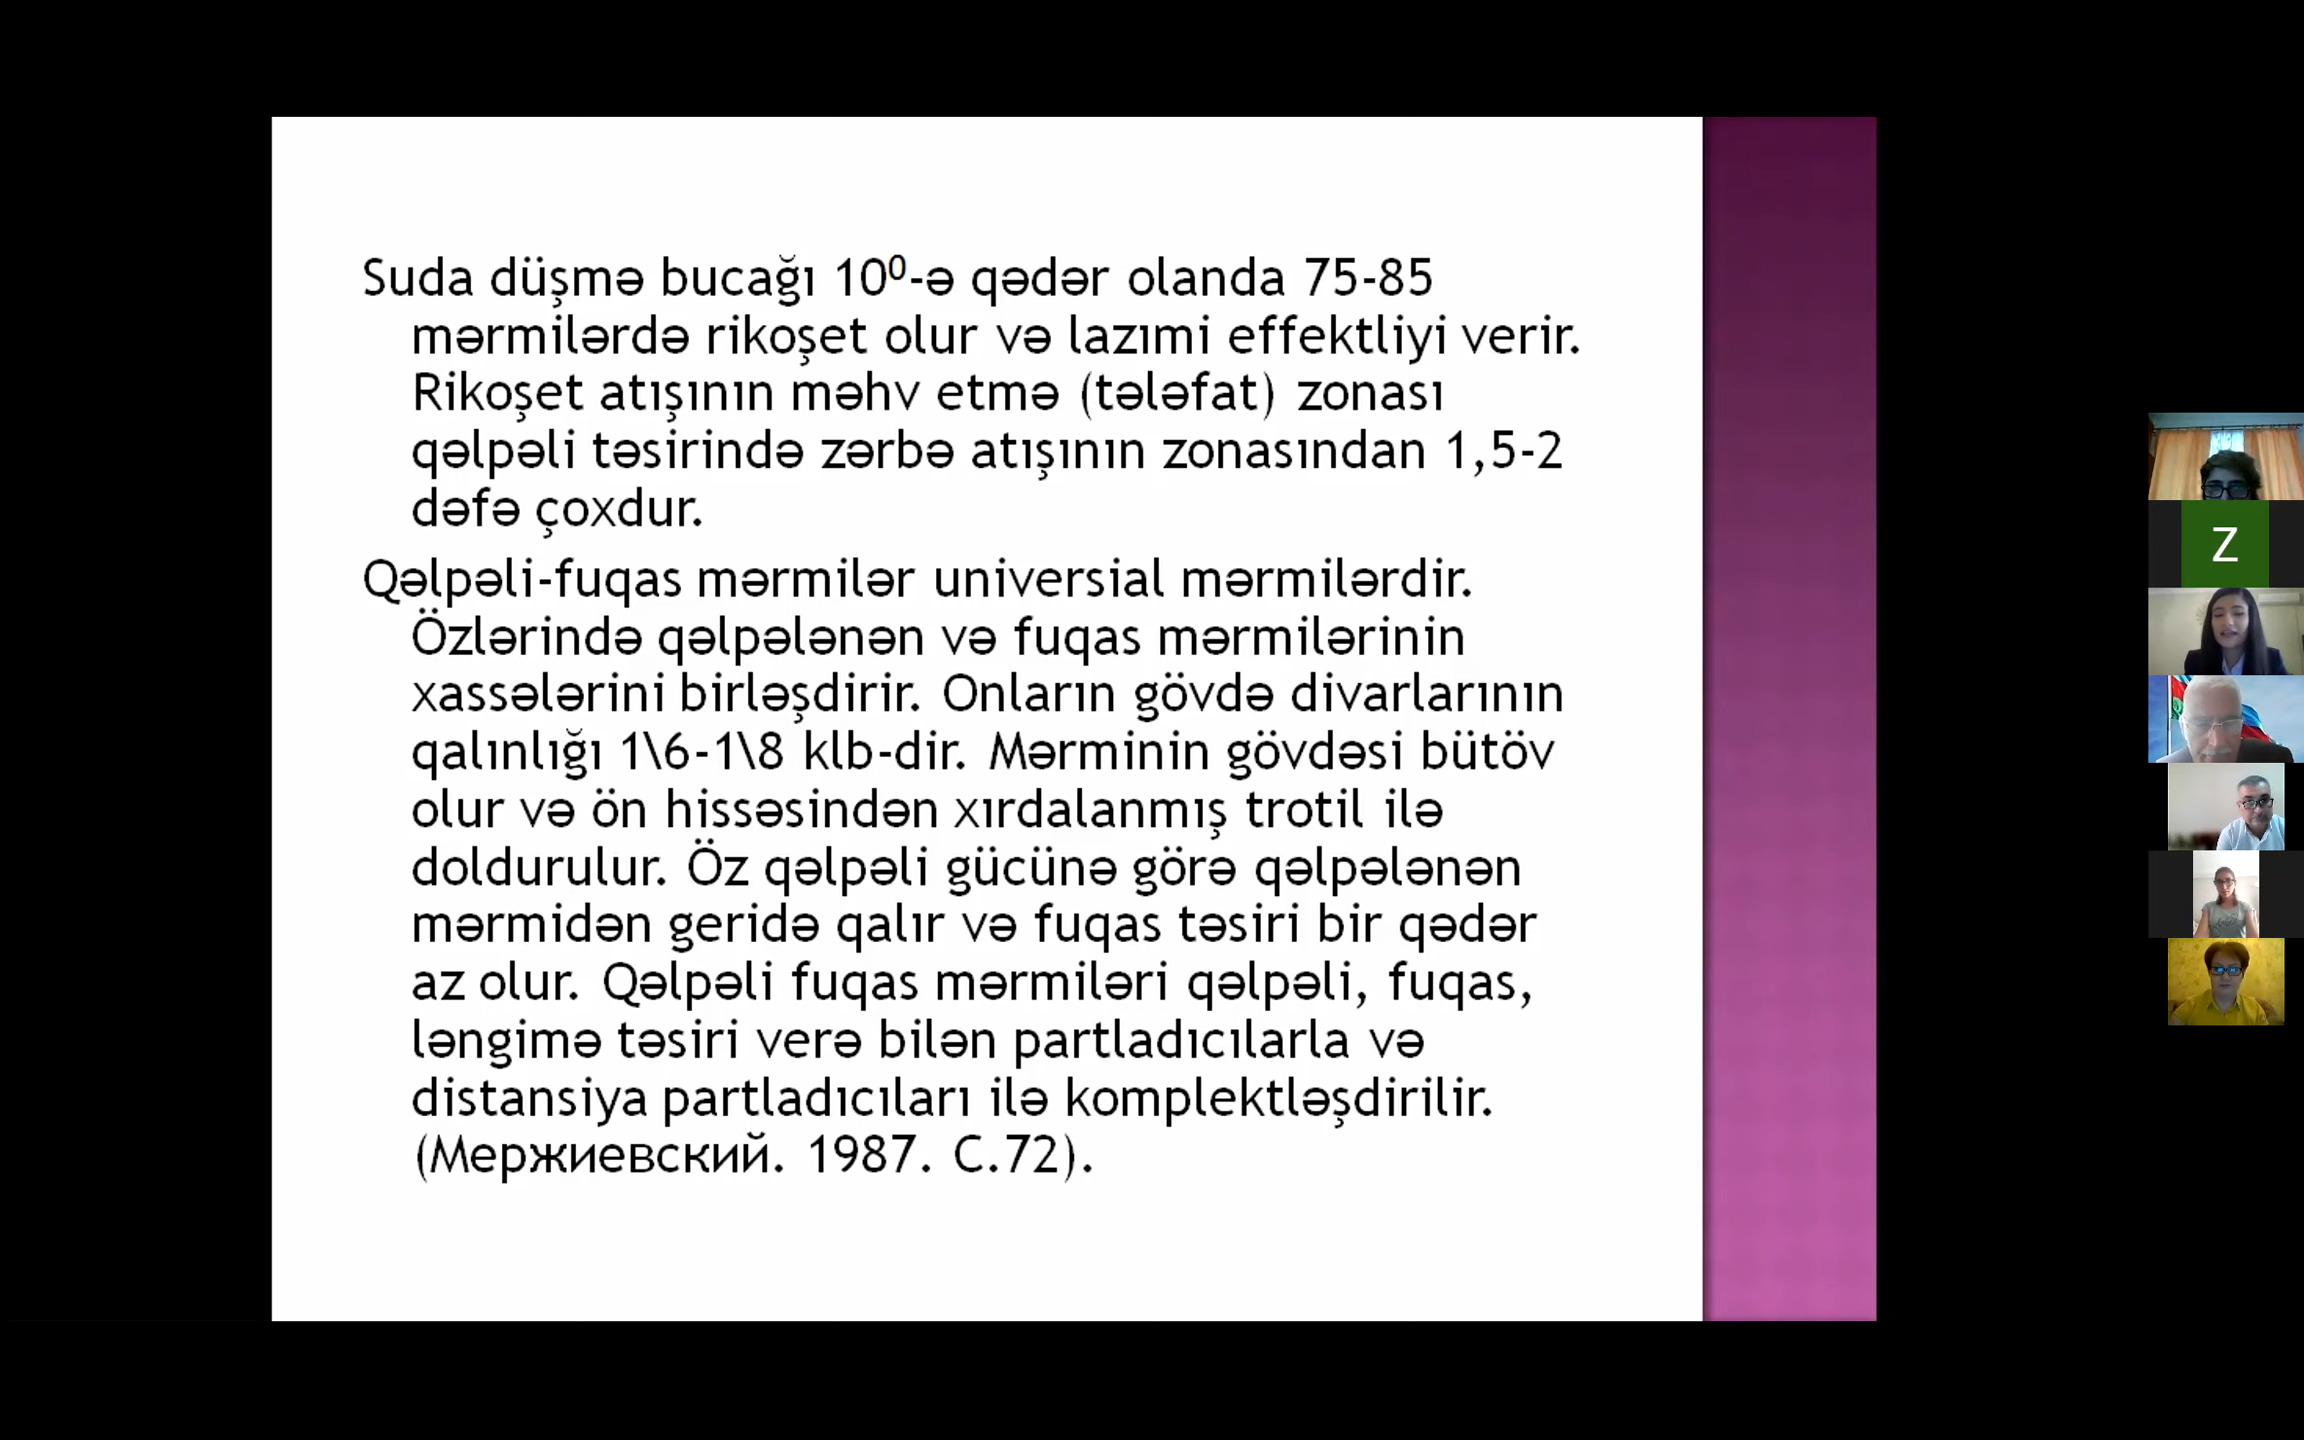 Suda düşmə bucağı 10⁰-ə qədər olanda 75-85
mərmilərdə rikoşet olur və lazımi effektliyi verir.
Rikoşet atışının məhv etmə (tələfat) zonası
qəlpəli təsirində zərbə atışının zonasından 1,5-2
dəfə çoxdur.
Qəlpəli-fuqas mərmilər universial mərmilərdir.
Özlərində qəlpələnən və fuqas mərmilərinin
xassələrini birləşdirir. Onların gövdə divarlarının
qalınlığı 1\6-1\8 klb-dir. Mərminin gövdəsi bütöv
olur və ön hissəsindən xırdalanmış trotil ilə
doldurulur. Öz qəlpəli gücünə görə qəlpələnən
mərmidən geridə qalır və fuqas təsiri bir qədər
az olur. Qəlpəli fuqas mərmiləri qəlpəli, fuqas,
ləngimə təsiri verə bilən partladıcılarla və
distansiya partladıcıları ilə komplektləşdirilir.
(Мержиевский. 1987. С.72).
Z